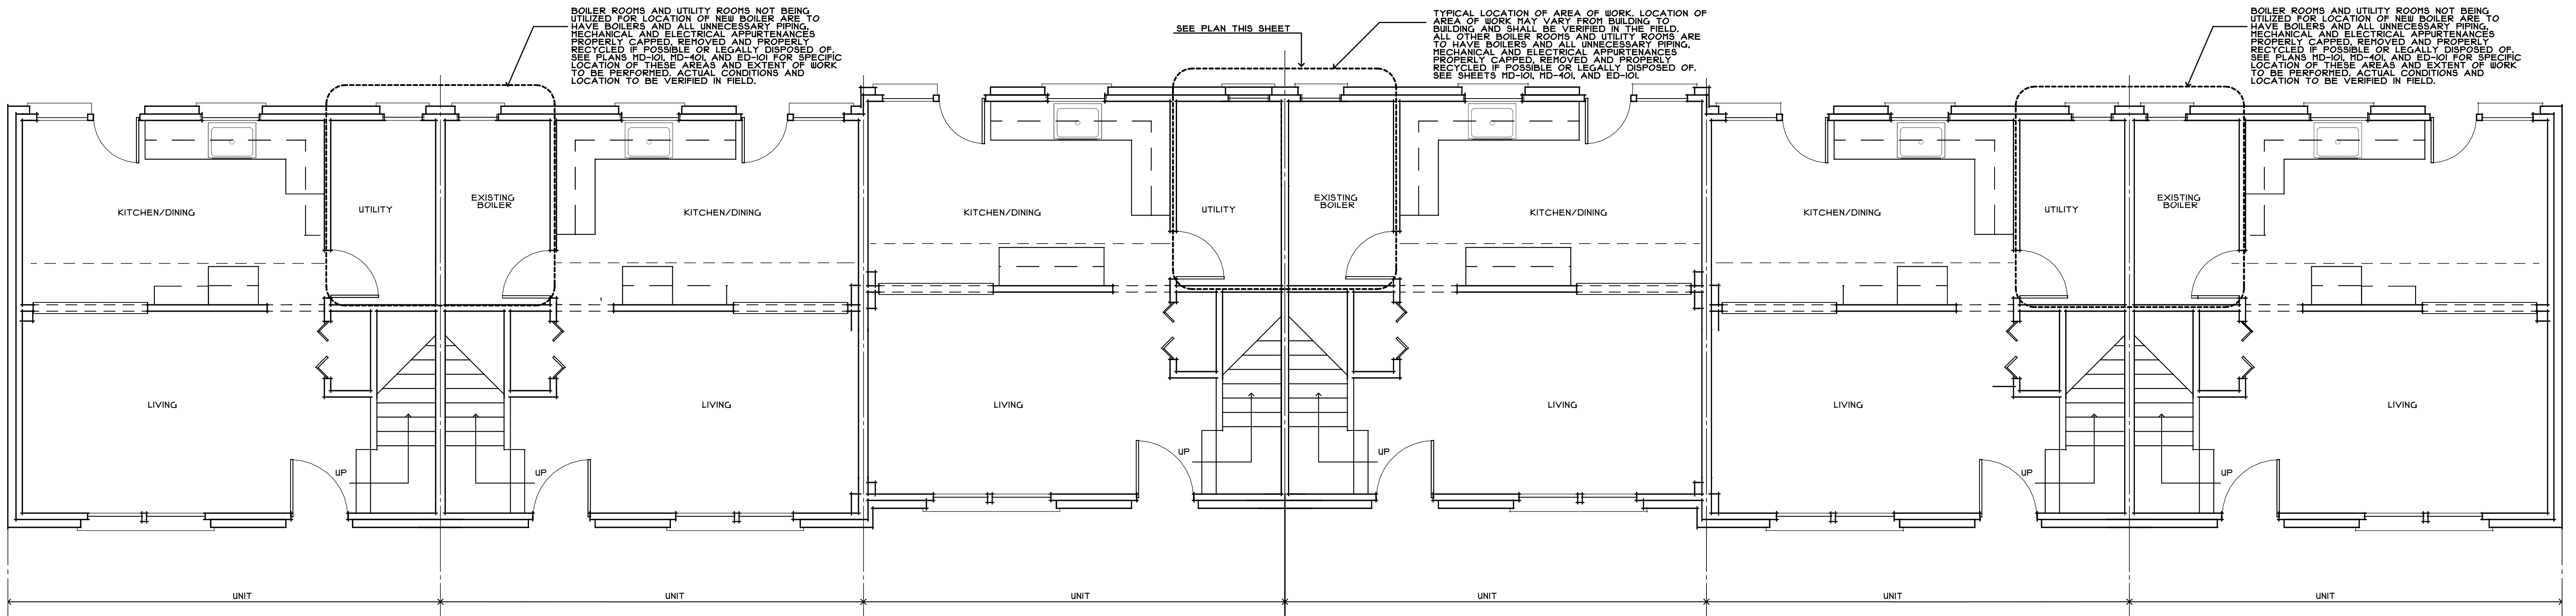 BOILER ROOMS AND UTILITY ROOMS NOT BEING
UTILIZED FOR LOCATION OF NEW BOILER ARE TO
HAVE BOILERS AND ALL UNNECESSARY PIPING,
MECHANICAL AND ELECTRICAL APPURTENANCES
PROPERLY CAPPED, REMOVED AND PROPERLY
RECYCLED IF POSSIBLE OR LEGALLY DISPOSED OF.
SEE PLANS MD-101, MD-401, AND ED-101 FOR SPECIFIC
LOCATION OF THESE AREAS AND EXTENT OF WORK
TO BE PERFORMED. ACTUAL CONDITIONS AND
LOCATION TO BE VERIFIED IN FIELD.
SEE PLAN THIS SHEET
TYPICAL LOCATION OF AREA OF WORK. LOCATION OF
AREA OF WORK MAY VARY FROM BUILDING TO
BUILDING AND SHALL BE VERIFIED IN THE FIELD.
ALL OTHER BOILER ROOMS AND UTILITY ROOMS ARE
TO HAVE BOILERS AND ALL UNNECESSARY PIPING,
MECHANICAL AND ELECTRICAL APPURTENANCES
PROPERLY CAPPED, REMOVED AND PROPERLY
RECYCLED IF POSSIBLE OR LEGALLY DISPOSED OF.
SEE SHEETS MD-101, MD-401, AND ED-101.
BOILER ROOMS AND UTILITY ROOMS NOT BEING
UTILIZED FOR LOCATION OF NEW BOILER ARE TO
HAVE BOILERS AND ALL UNNECESSARY PIPING,
MECHANICAL AND ELECTRICAL APPURTENANCES
PROPERLY CAPPED, REMOVED AND PROPERLY
RECYCLED IF POSSIBLE OR LEGALLY DISPOSED OF.
SEE PLANS MD-101, MD-401, AND ED-101 FOR SPECIFIC
LOCATION OF THESE AREAS AND EXTENT OF WORK
TO BE PERFORMED. ACTUAL CONDITIONS AND
LOCATION TO BE VERIFIED IN FIELD.
KITCHEN/DINING
UTILITY
EXISTING
BOILER
KITCHEN/DINING
KITCHEN/DINING
UTILITY
EXISTING
BOILER
KITCHEN/DINING
KITCHEN/DINING
UTILITY
EXISTING
BOILER
LIVING
LIVING
LIVING
LIVING
LIVING
LIVING
UP
UP
UP
UP
UP
UP
UNIT
UNIT
UNIT
UNIT
UNIT
UNIT